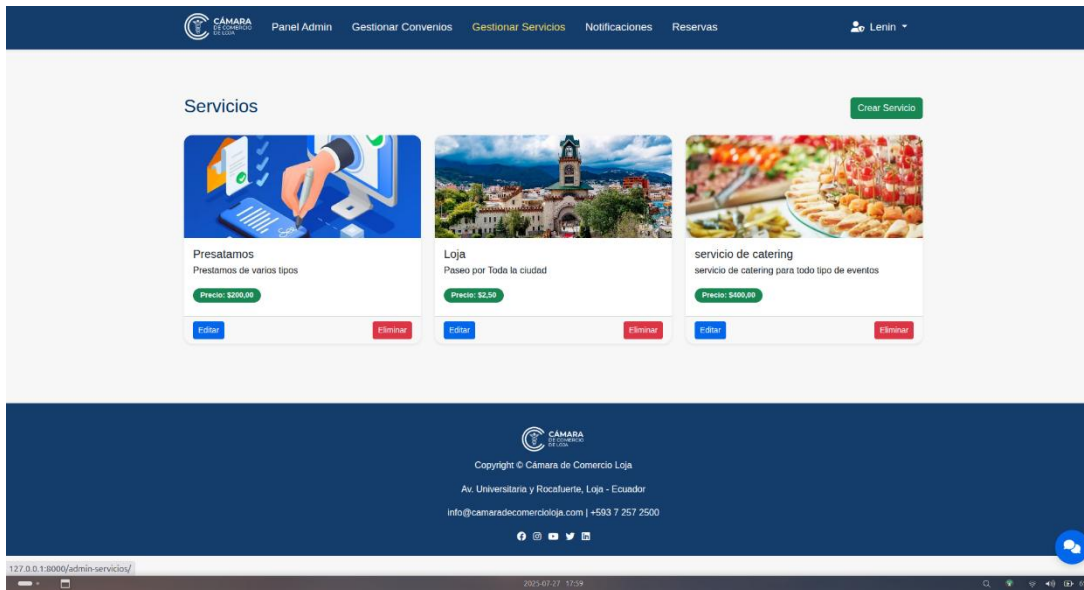 CÁMARA
DE COMERCIO
DE LOJA
Panel Admin
Gestionar Convenios
Gestionar Servicios
Notificaciones
Reservas
Lenin
Servicios
Crear Servicio
Presatamos
Prestamos de varios tipos
Precio: $200,00
Editar
Eliminar
Loja
Paseo por Toda la ciudad
Precio: $2,50
Editar
Eliminar
servicio de catering
servicio de catering para todo tipo de eventos
Precio: $400,00
Editar
Eliminar
CÁMARA
DE COMERCIO
DE LOJA
Copyright © Cámara de Comercio Loja
Av. Universitaria y Rocafuerte, Loja - Ecuador
info@camaradecomercioloja.com | +593 7 257 2500
127.0.0.1:8000/admin-servicios/
2025-07-27 17:59